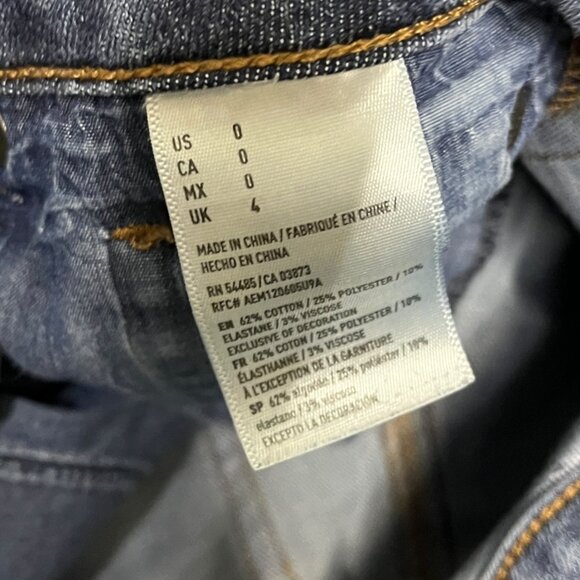 US 0
CA 0
MX 0
UK 4
MADE IN CHINA / FABRIQUÉ EN CHINE /
HECHO EN CHINA
RN 54485 / CA 03873
RFC# AEM120605U9A
EN 62% COTTON / 25% POLYESTER / 10%
ELASTANE / 3% VISCOSE
EXCLUSIVE OF DECORATION
FR 62% COTON / 25% POLYESTER / 10%
ÉLASTHANNE / 3% VISCOSE
À L'EXCEPTION DE LA GARNITURE
SP 62% algodón / 25% poliéster / 10%
elastano / 3% viscosa
EXCEPTO LA DECORACIÓN